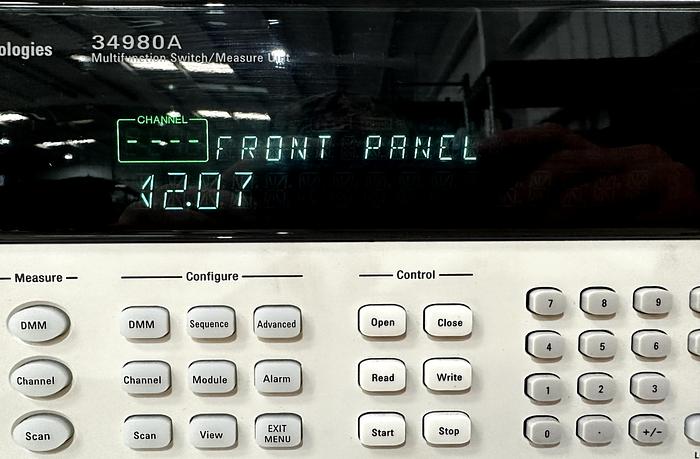 ologies 34980A
Multifunction Switch/Measure Unit
CHANNEL
---- FRONT PANEL
12.07
Measure Configure Control
7 8 9
DMM DMM Sequence Advanced Open Close
4 5 6
Channel Channel Module Alarm Read Write
1 2 3
Scan Scan View EXIT MENU Start Stop
0 . +/-